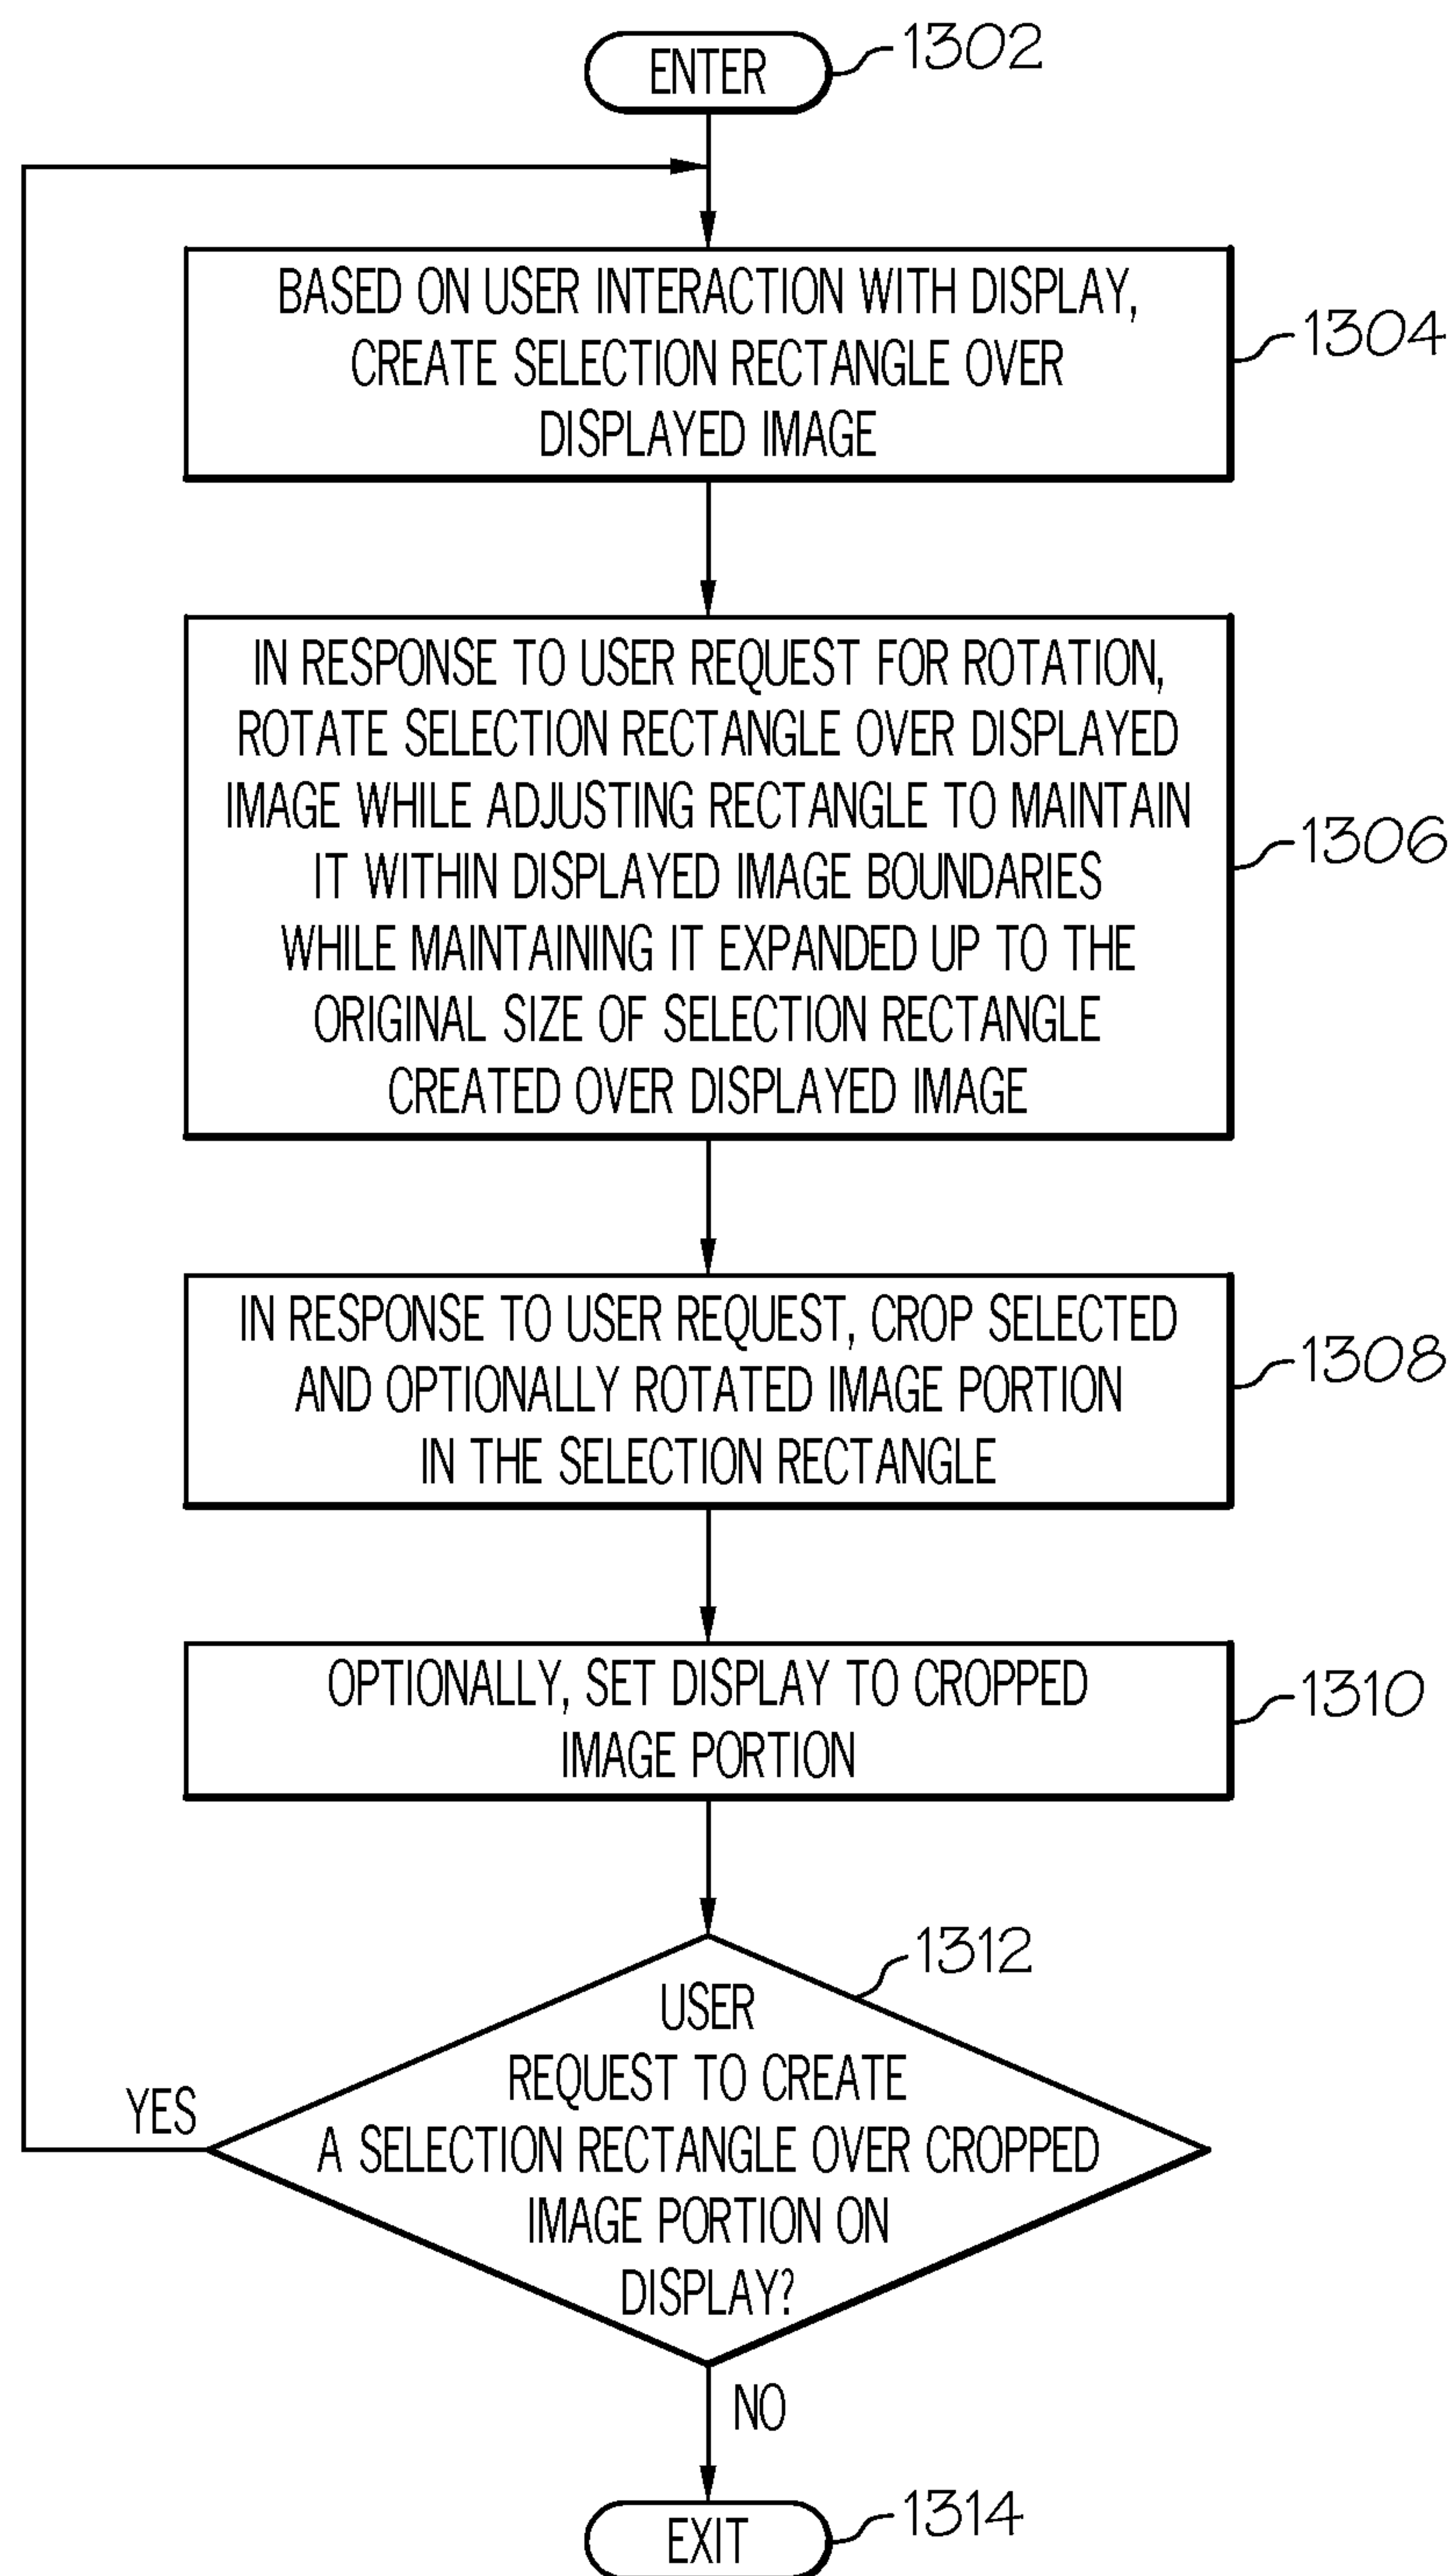 ENTER
1302
BASED ON USER INTERACTION WITH DISPLAY,
CREATE SELECTION RECTANGLE OVER
DISPLAYED IMAGE
1304
IN RESPONSE TO USER REQUEST FOR ROTATION,
ROTATE SELECTION RECTANGLE OVER DISPLAYED
IMAGE WHILE ADJUSTING RECTANGLE TO MAINTAIN
IT WITHIN DISPLAYED IMAGE BOUNDARIES
WHILE MAINTAINING IT EXPANDED UP TO THE
ORIGINAL SIZE OF SELECTION RECTANGLE
CREATED OVER DISPLAYED IMAGE
1306
IN RESPONSE TO USER REQUEST, CROP SELECTED
AND OPTIONALLY ROTATED IMAGE PORTION
IN THE SELECTION RECTANGLE
1308
OPTIONALLY, SET DISPLAY TO CROPPED
IMAGE PORTION
1310
1312
USER
REQUEST TO CREATE
A SELECTION RECTANGLE OVER CROPPED
IMAGE PORTION ON
DISPLAY?
YES
NO
EXIT
1314